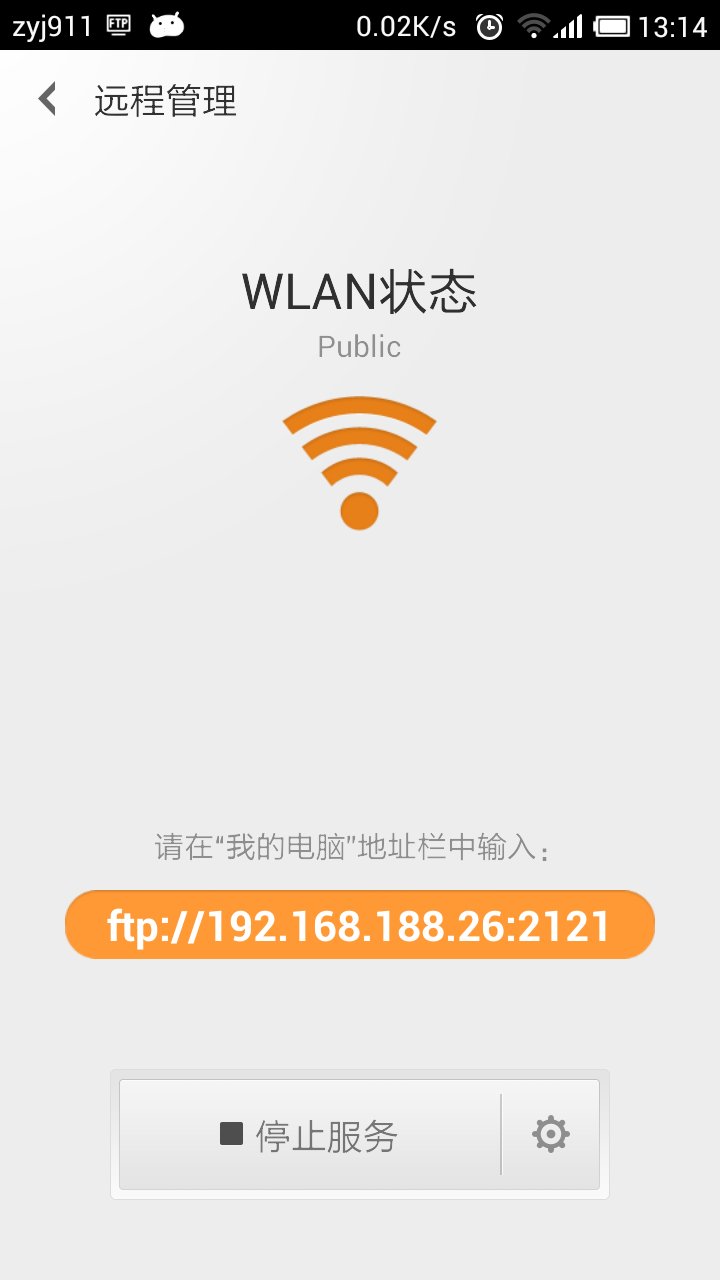 zyj911 FTP 0.02K/s 13:14
远程管理
WLAN状态
Public
请在“我的电脑”地址栏中输入：
ftp://192.168.188.26:2121
停止服务